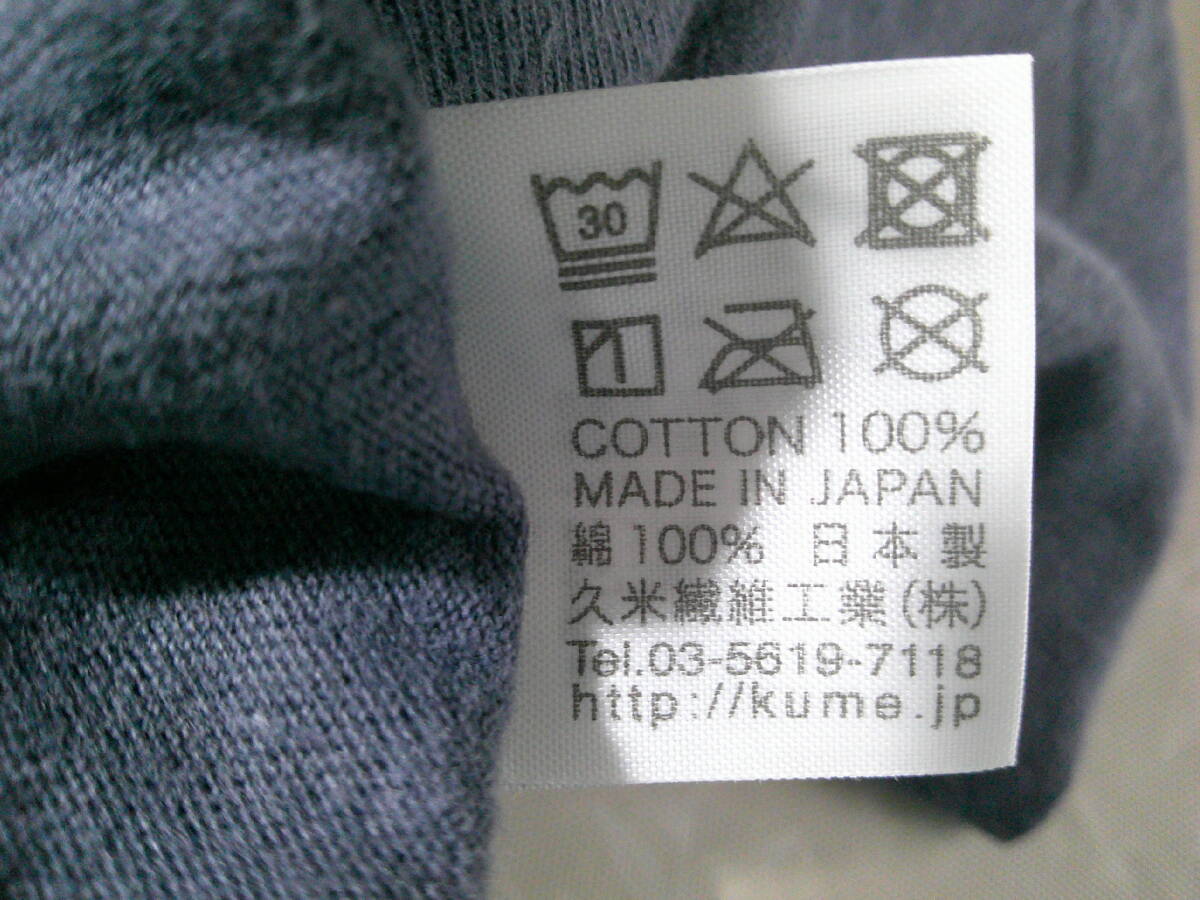 30
COTTON 100%
MADE IN JAPAN
綿100% 日本製
久米繊維工業(株)
Tel.03-5619-7118
http://kume.jp